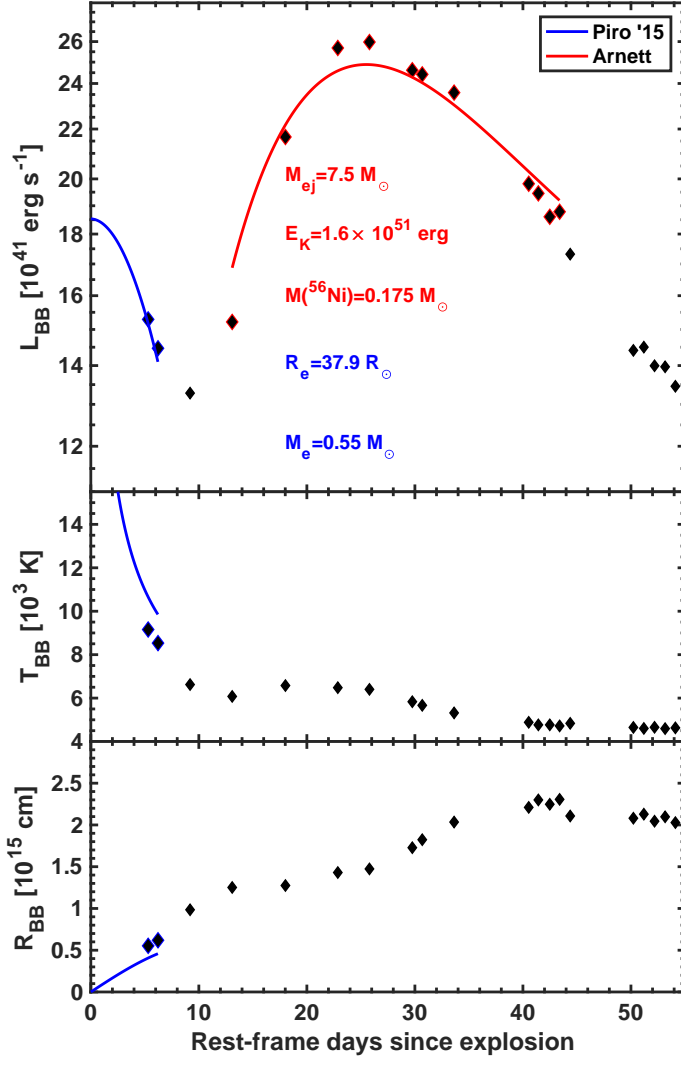 Piro '15
Arnett
26
24
22
20
18
16
14
12
L_BB [10^41 erg s^-1]
M_ej=7.5 M_⊙
E_K=1.6× 10^51 erg
M(^56Ni)=0.175 M_⊙
R_e=37.9 R_⊙
M_e=0.55 M_⊙
14
12
10
8
6
4
T_BB [10^3 K]
2.5
2
1.5
1
0.5
0
R_BB [10^15 cm]
0 10 20 30 40 50
Rest-frame days since explosion